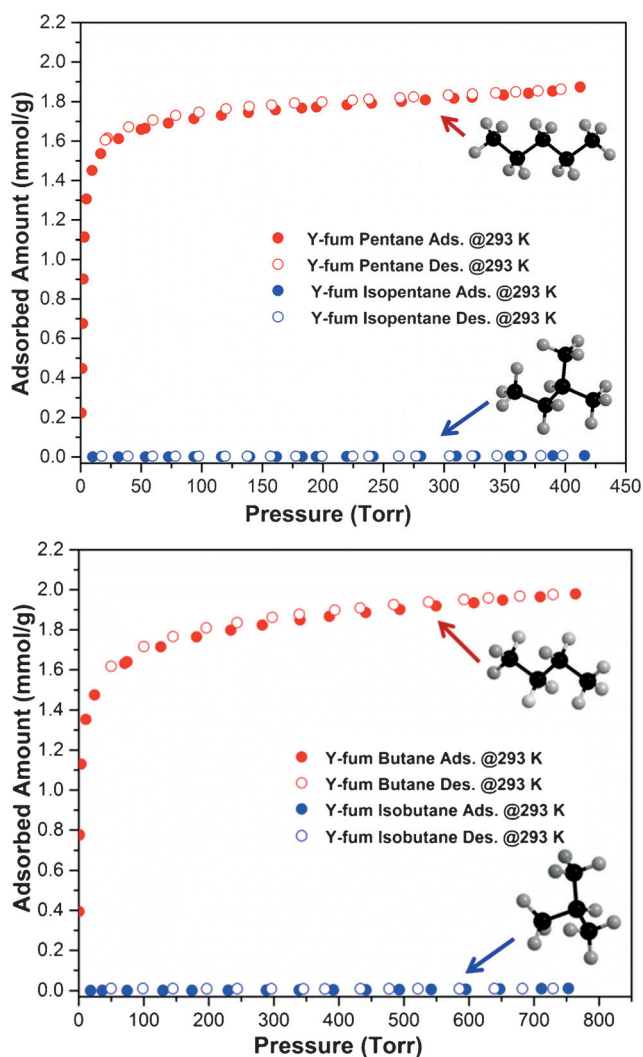 2.2
2.0
1.8
1.6
1.4
1.2
1.0
0.8
0.6
0.4
0.2
0.0
Adsorbed Amount (mmol/g)
Y-fum Pentane Ads. @293 K
Y-fum Pentane Des. @293 K
Y-fum Isopentane Ads. @293 K
Y-fum Isopentane Des. @293 K
0 50 100 150 200 250 300 350 400 450
Pressure (Torr)
2.2
2.0
1.8
1.6
1.4
1.2
1.0
0.8
0.6
0.4
0.2
0.0
Adsorbed Amount (mmol/g)
Y-fum Butane Ads. @293 K
Y-fum Butane Des. @293 K
Y-fum Isobutane Ads. @293 K
Y-fum Isobutane Des. @293 K
0 100 200 300 400 500 600 700 800
Pressure (Torr)